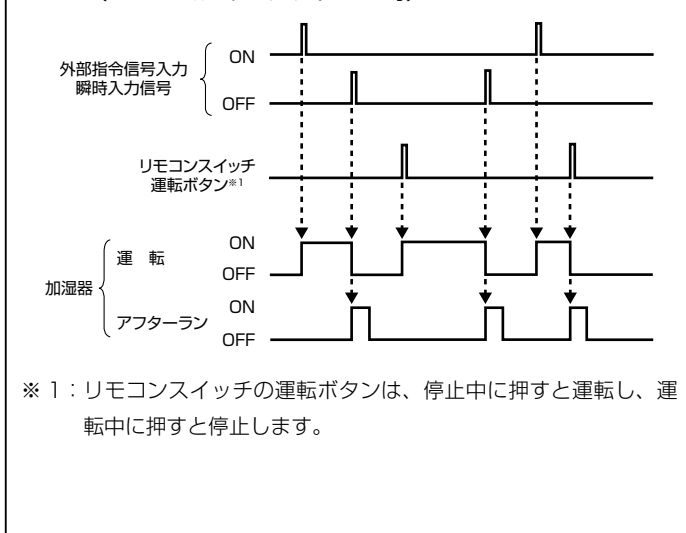 外部指令信号入力
瞬時入力信号
ON
OFF
リモコンスイッチ
運転ボタン※1
加湿器
運 転
ON
OFF
アフターラン
ON
OFF
※ 1：リモコンスイッチの運転ボタンは、停止中に押すと運転し、運
転中に押すと停止します。